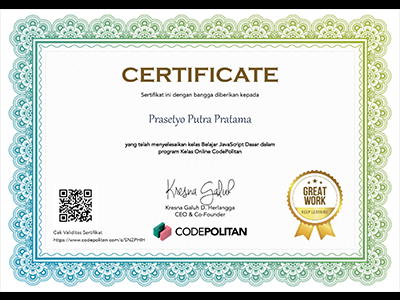 CERTIFICATE
Sertifikat ini dengan bangga diberikan kepada
Prasetyo Putra Pratama
yang telah menyelesaikan kelas Belajar JavaScript Dasar dalam
program Kelas Online CodePolitan
Kresna Galuh
Kresna Galuh D. Herlangga
CEO & Co-Founder
CODEPOLITAN
GREAT
WORK
KEEP LEARNING
Cek Validitas Sertifikat
https://www.codepolitan.com/s/SNZPHIH